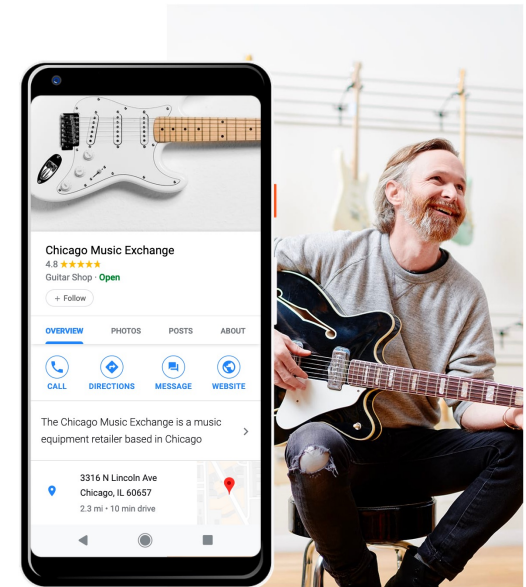 Chicago Music Exchange
4.8
Guitar Shop · Open
+ Follow
OVERVIEW PHOTOS POSTS ABOUT
CALL DIRECTIONS MESSAGE WEBSITE
The Chicago Music Exchange is a music
equipment retailer based in Chicago
3316 N Lincoln Ave
Chicago, IL 60657
2.3 mi • 10 min drive